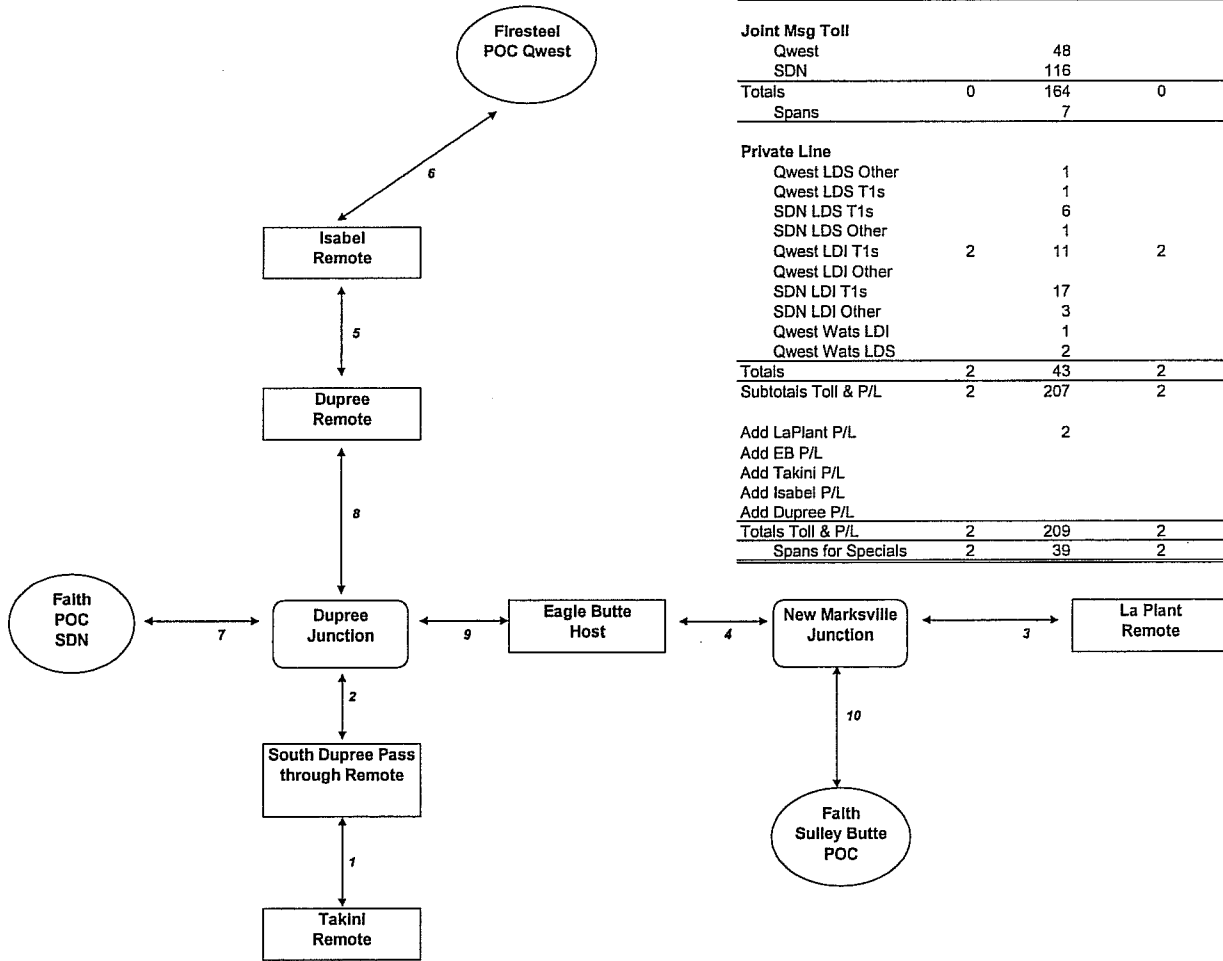 Firesteel
POC Qwest
6
Isabel
Remote
5
Dupree
Remote
8
Faith
POC
SDN
7
Dupree
Junction
9
Eagle Butte
Host
4
New Marksville
Junction
3
La Plant
Remote
2
10
South Dupree Pass
through Remote
Faith
Sulley Butte
POC
1
Takini
Remote
Joint Msg Toll
Qwest 48
SDN 116
Totals 0 164 0
Spans 7
Private Line
Qwest LDS Other 1
Qwest LDS T1s 1
SDN LDS T1s 6
SDN LDS Other 1
Qwest LDI T1s 2 11 2
Qwest LDI Other
SDN LDI T1s 17
SDN LDI Other 3
Qwest Wats LDI 1
Qwest Wats LDS 2
Totals 2 43 2
Subtotals Toll & P/L 2 207 2
Add LaPlant P/L 2
Add EB P/L
Add Takini P/L
Add Isabel P/L
Add Dupree P/L
Totals Toll & P/L 2 209 2
Spans for Specials 2 39 2